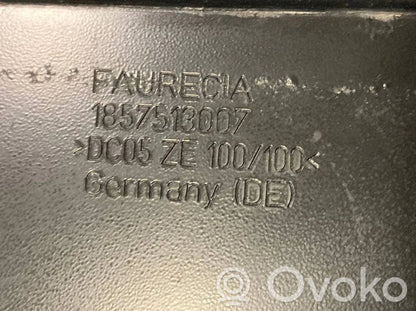 FAURECIA
1857513007
>DC05 ZE 100/100<
Germany (DE)
Ovoko